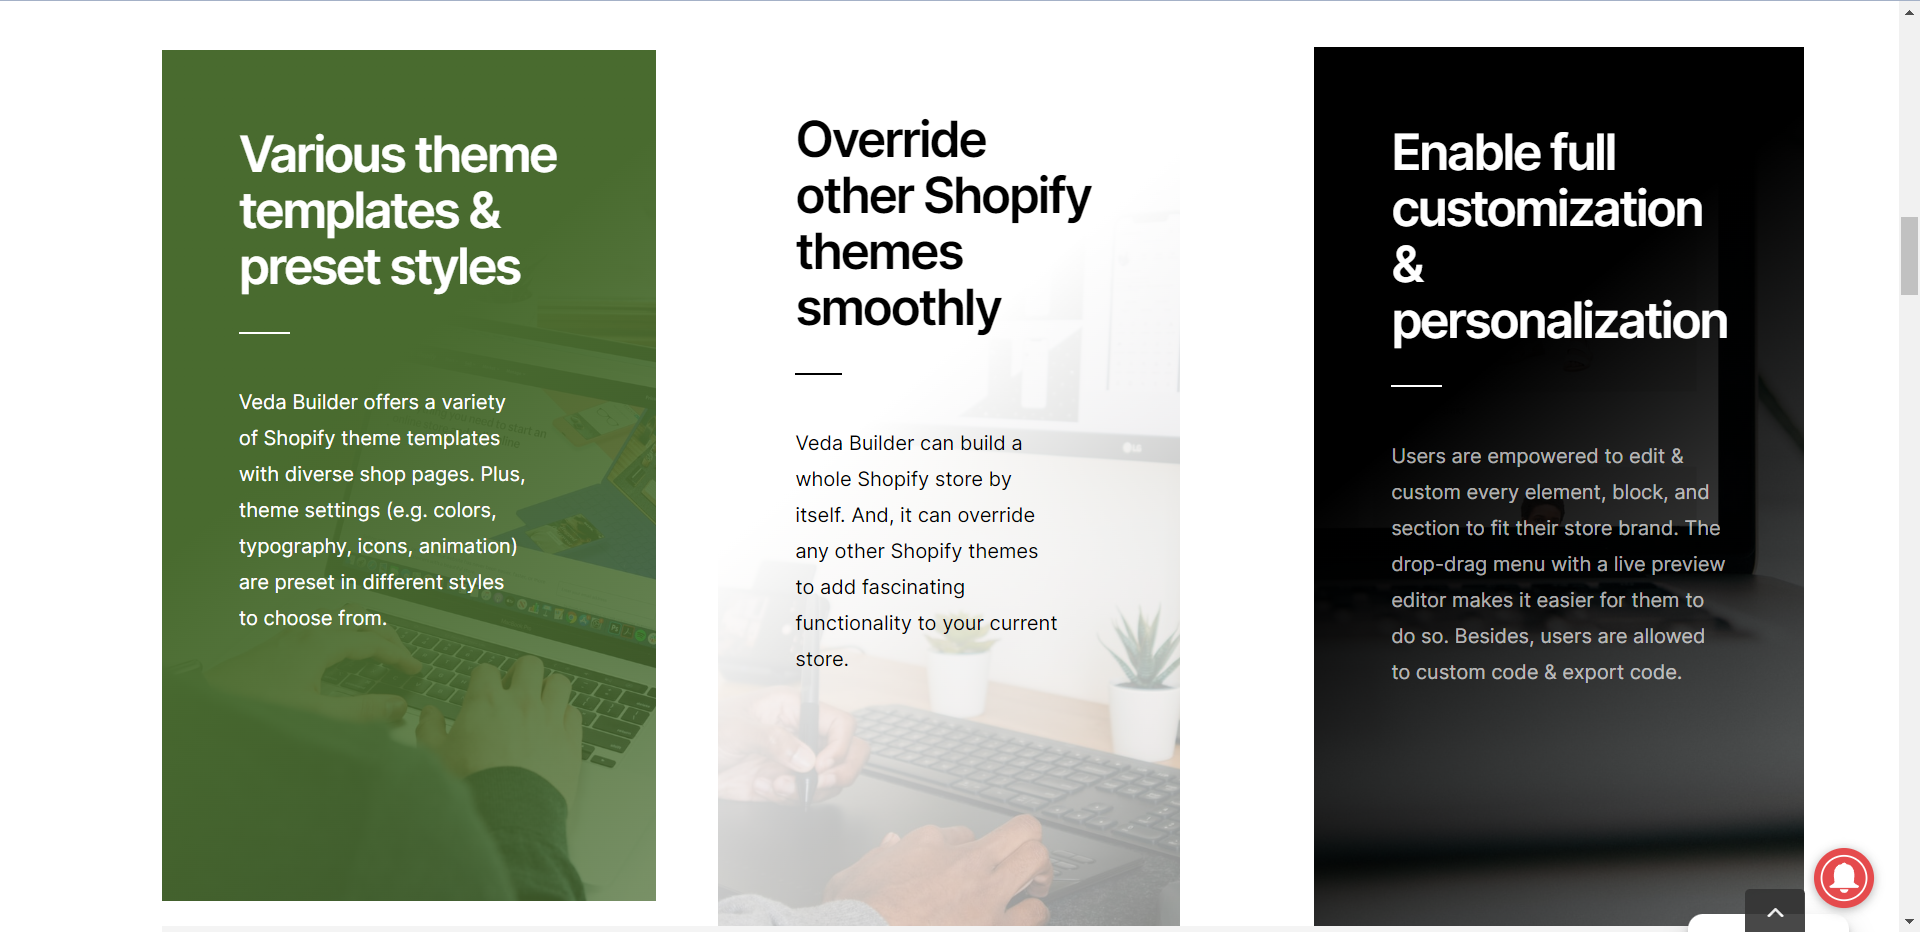 Various theme
templates &
preset styles
Veda Builder offers a variety
of Shopify theme templates
with diverse shop pages. Plus,
theme settings (e.g. colors,
typography, icons, animation)
are preset in different styles
to choose from.
Override
other Shopify
themes
smoothly
Veda Builder can build a
whole Shopify store by
itself. And, it can override
any other Shopify themes
to add fascinating
functionality to your current
store.
LG
Enable full
customization
&
personalization
Users are empowered to edit &
custom every element, block, and
section to fit their store brand. The
drop-drag menu with a live preview
editor makes it easier for them to
do so. Besides, users are allowed
to custom code & export code.